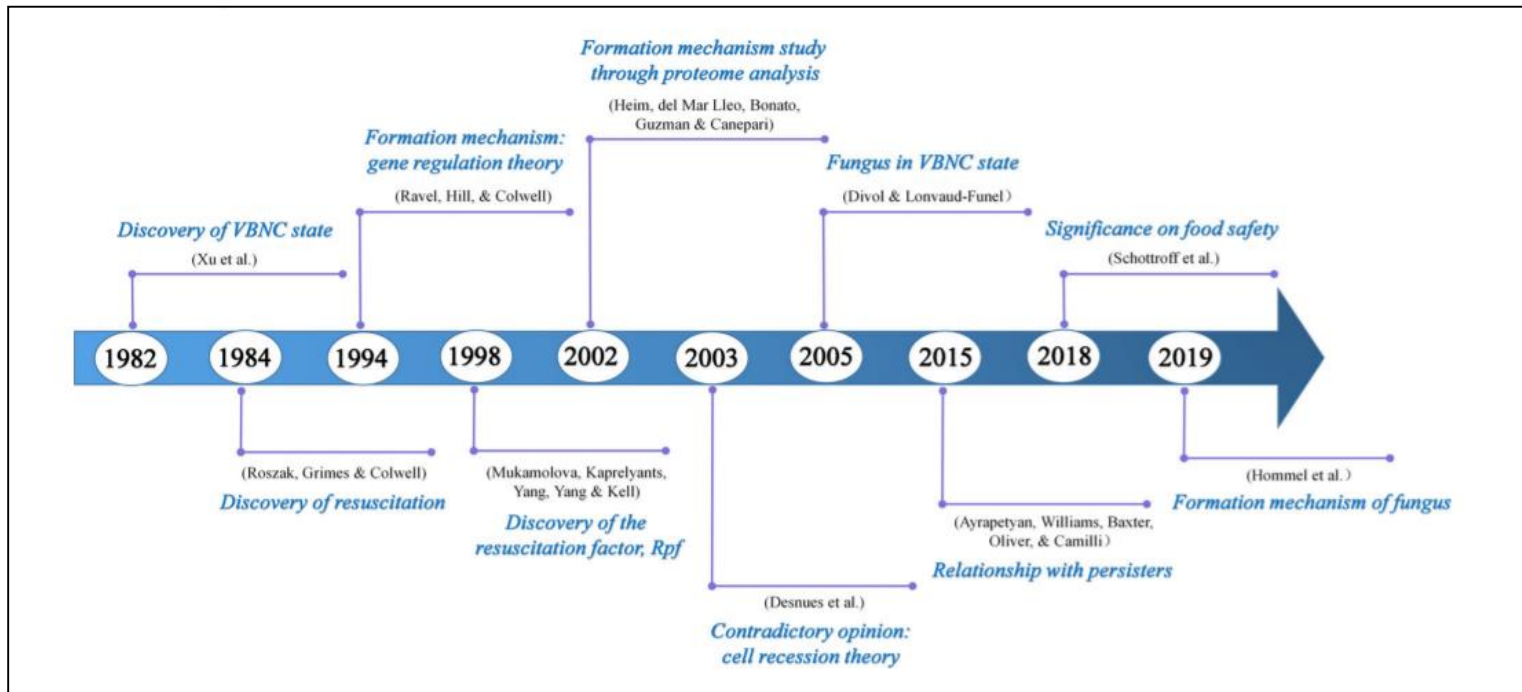 Formation mechanism study
through proteome analysis
(Heim, del Mar Lleo, Bonato,
Guzman & Canepari)
Formation mechanism:
gene regulation theory
(Ravel, Hill, & Colwell)
Fungus in VBNC state
(Divol & Lonvaud-Funel)
Discovery of VBNC state
(Xu et al.)
Significance on food safety
(Schottroff et al.)
1982
1984
1994
1998
2002
2003
2005
2015
2018
2019
(Roszak, Grimes & Colwell)
Discovery of resuscitation
(Mukamolova, Kaprelyants,
Yang, Yang & Kell)
Discovery of the
resuscitation factor, Rpf
(Desnues et al.)
Contradictory opinion:
cell recession theory
(Ayrapetyan, Williams, Baxter,
Oliver, & Camilli)
Relationship with persisters
(Hommel et al.)
Formation mechanism of fungus